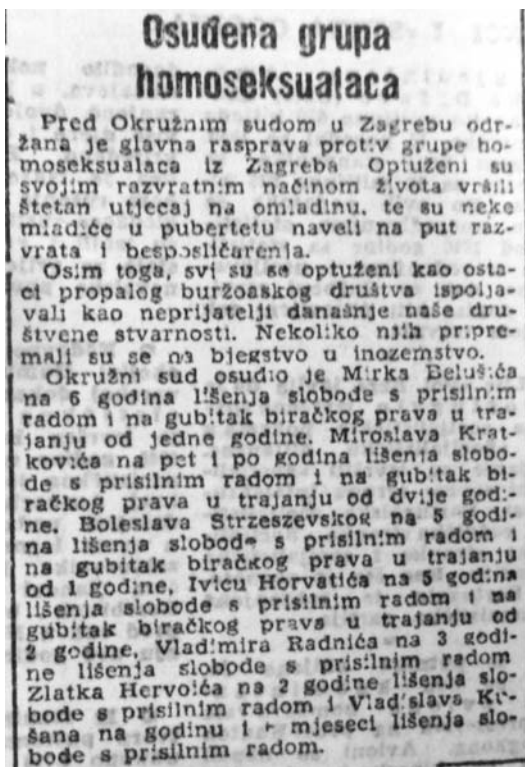 Osuđena grupa
homoseksualaca
Pred Okružnim sudom u Zagrebu odr-
žana je glavna rasprava protiv grupe ho-
moseksualaca iz Zagreba Optuženi su
svojim razvratnim načinom života vršili
štetan utjecaj na omladinu, te su neke
mladiće u pubertetu naveli na put raz-
vrata i besposličarenja.
Osim toga, svi su se optuženi kao osta-
ci propalog buržoaskog društva ispolja-
vali kao neprijatelji današnje naše dru-
štvene stvarnosti. Nekoliko njih pripre-
mali su se na bjegstvo u inozemstvo.
Okružni sud osudio je Mirka Belušića
na 6 godina lišenja slobode s prisilnim
radom i na gubitak biračkog prava u tra-
janju od jedne godine, Miroslava Krat-
kovića na pet i po godina lišenja slobo-
de s prisilnim radom i na gubitak bi-
račkog prava u trajanju od dvije godi-
ne, Boleslava Strzeszevskog na 5 godi-
na lišenja slobode s prisilnim radom i
na gubitak biračkog prava u trajanju
od godine, Ivicu Horvatića na 5 godina
lišenja slobode s prisilnim radom i na
gubitak biračkog prava u trajanju od
2 godine, Vladimira Radnića na 3 godi-
ne lišenja slobode s prisilnim radom
Zlatka Hervoića na 2 godine lišenja slo-
bode s prisilnim radom i Vladislava
šana na godinu i mjeseci lišenja slo-
bode s prisilnim radom.